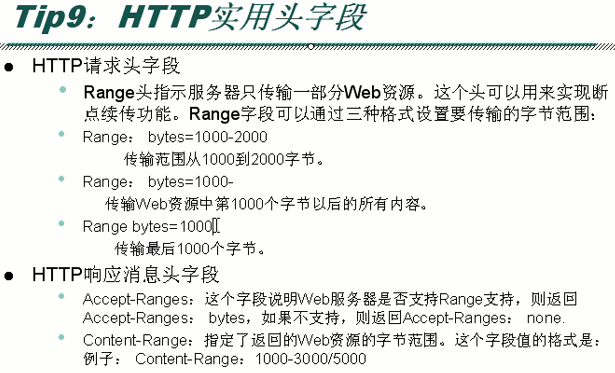 Tip9：HTTP实用头字段
HTTP请求头字段
Range头指示服务器只传输一部分Web资源。这个头可以用来实现断
点续传功能。Range字段可以通过三种格式设置要传输的字节范围：
Range： bytes=1000-2000
传输范围从1000到2000字节。
Range： bytes=1000-
传输Web资源中第1000个字节以后的所有内容。
Range bytes=1000
传输最后1000个字节。
HTTP响应消息头字段
Accept-Ranges：这个字段说明Web服务器是否支持Range支持，则返回
Accept-Ranges： bytes，如果不支持，则返回Accept-Ranges： none.
Content-Range：指定了返回的Web资源的字节范围。这个字段值的格式是：
例子： Content-Range：1000-3000/5000